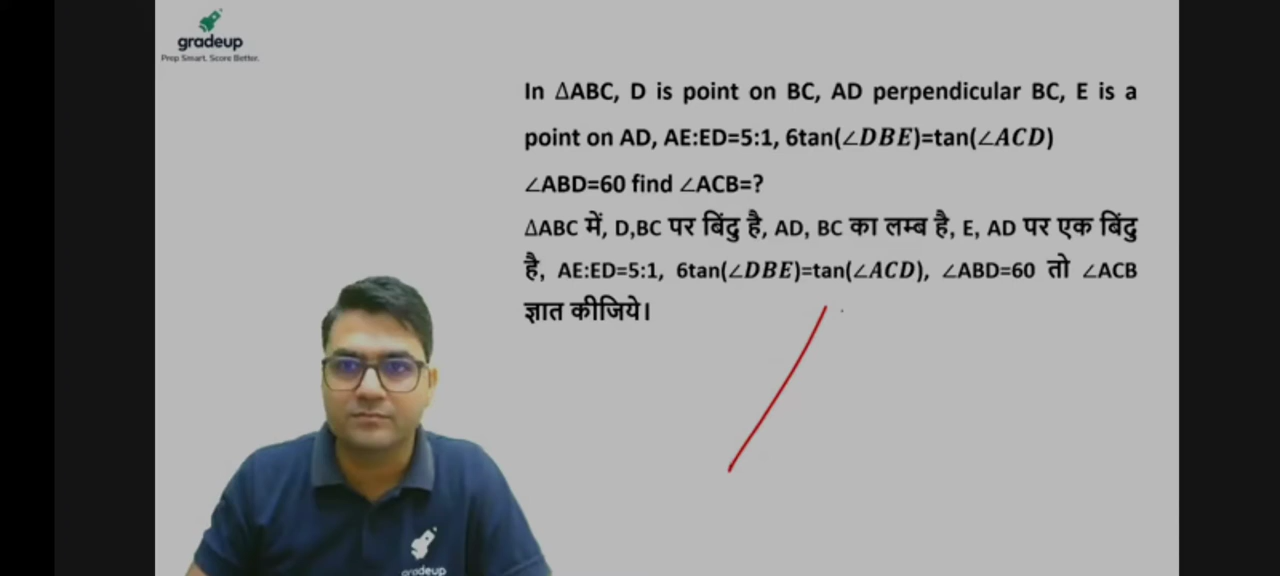 gradeup
Prep Smart. Score Better.
In ΔABC, D is point on BC, AD perpendicular BC, E is a
point on AD, AE:ED=5:1, 6tan(∠DBE)=tan(∠ACD)
∠ABD=60 find ∠ACB=?
ΔABC में, D,BC पर बिंदु है, AD, BC का लम्ब है, E, AD पर एक बिंदु
है, AE:ED=5:1, 6tan(∠DBE)=tan(∠ACD), ∠ABD=60 तो ∠ACB
ज्ञात कीजिये।
gradeup